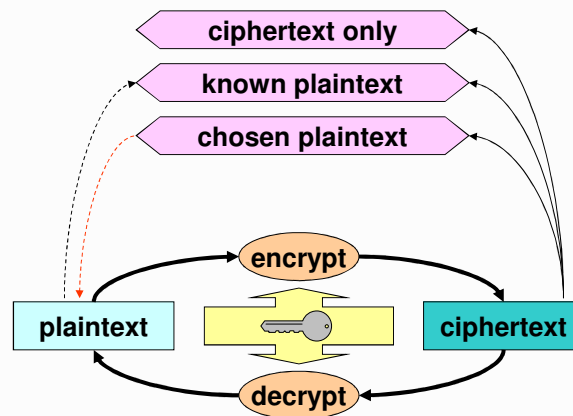 ciphertext only
known plaintext
chosen plaintext
encrypt
plaintext
ciphertext
decrypt